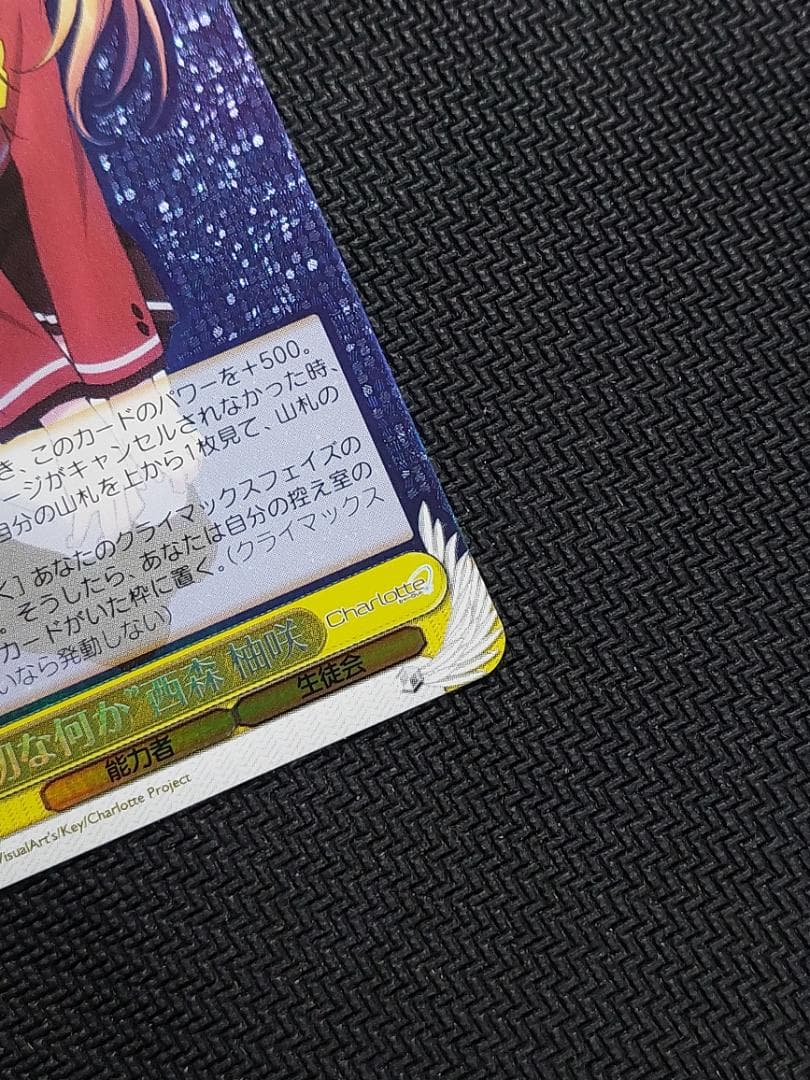 き、このカードのパワーを+500。
ージがキャンセルされなかった時、
自分の山札を上から1枚見て、山札の
く］あなたのクライマックスフェイズの
。そうしたら、あなたは自分の控え室の
カードがいた枠に置く。(クライマックス
いなら発動しない)
Charlotte
切な何か”西森 柚咲
能力者 生徒会
VisualArt's/Key/Charlotte Project